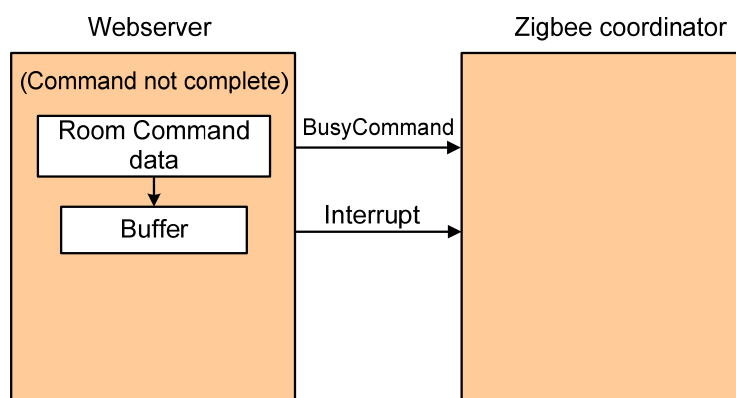 Webserver
Zigbee coordinator
(Command not complete)
Room Command
data
BusyCommand
Buffer
Interrupt